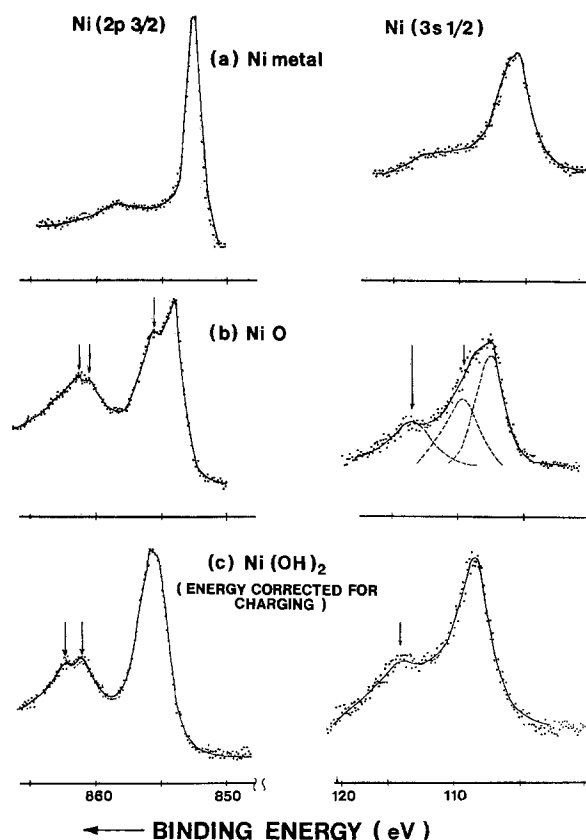 Ni (2p 3/2)
Ni (3s 1/2)
(a) Ni metal
(b) Ni O
(c) Ni (OH)2
( ENERGY CORRECTED FOR
CHARGING )
860
850
120
110
BINDING ENERGY ( eV )